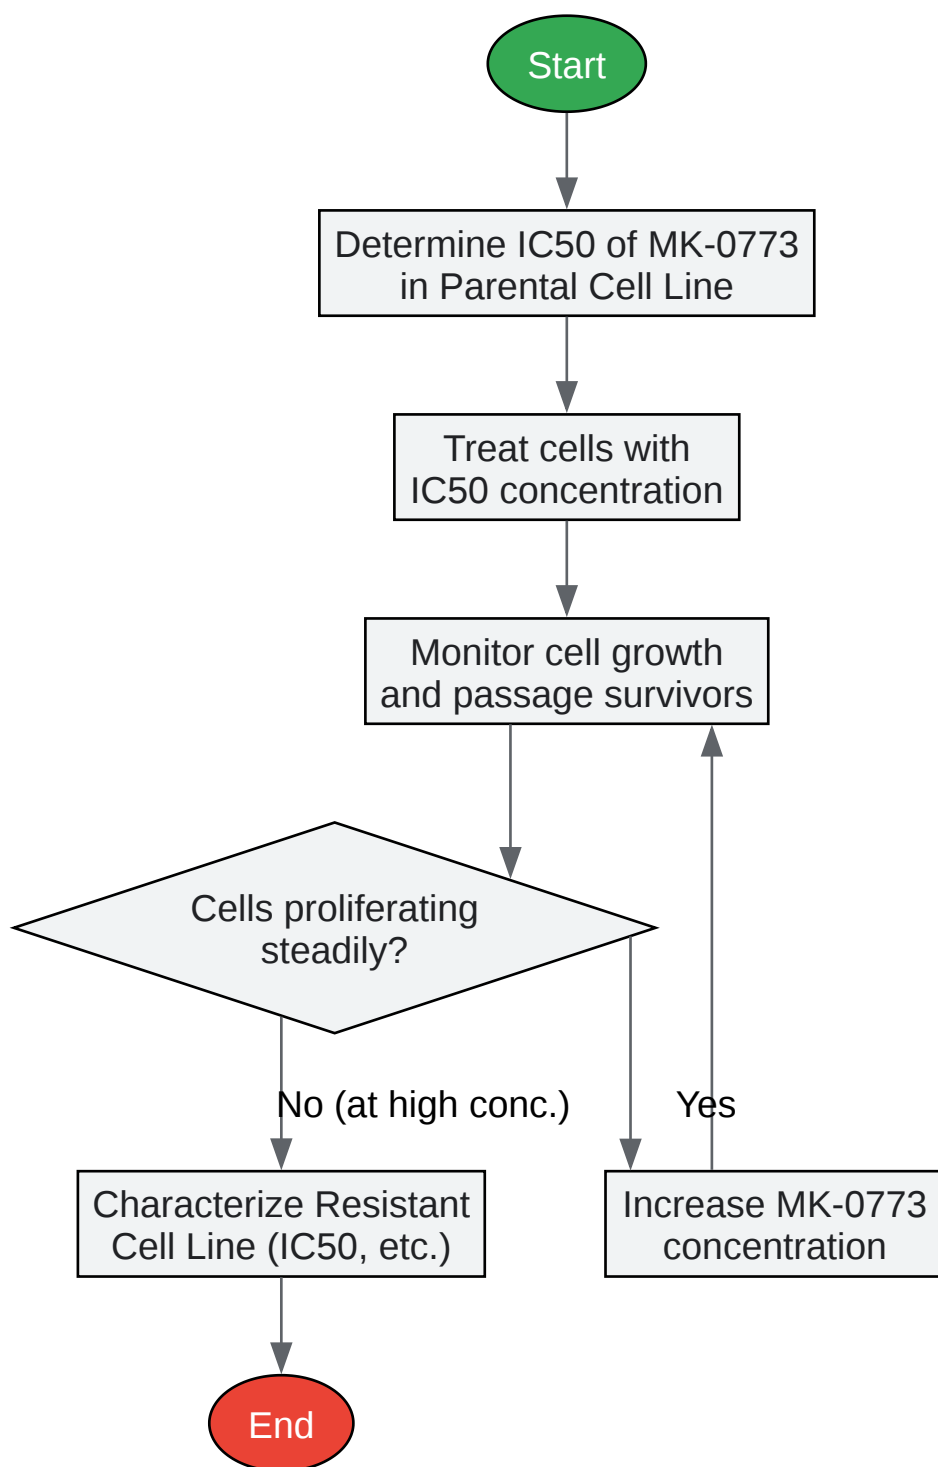 Start
Determine IC50 of MK-0773
in Parental Cell Line
Treat cells with
IC50 concentration
Monitor cell growth
and passage survivors
Cells proliferating
steadily?
No (at high conc.)
Yes
Characterize Resistant
Cell Line (IC50, etc.)
Increase MK-0773
concentration
End